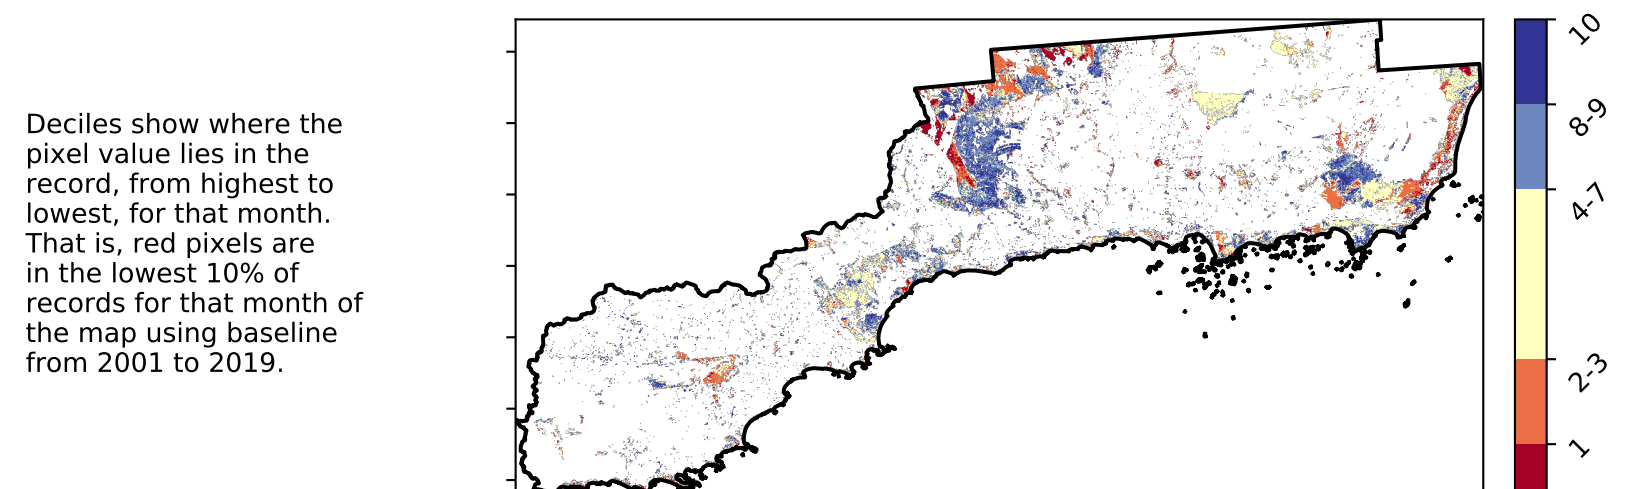 Deciles show where the
pixel value lies in the
record, from highest to
lowest, for that month.
That is, red pixels are
in the lowest 10% of
records for that month of
the map using baseline
from 2001 to 2019.
10
8-9
4-7
2-3
1